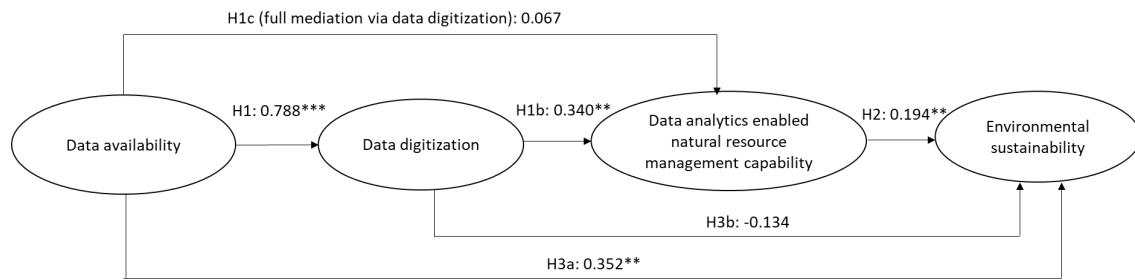 H1c (full mediation via data digitization): 0.067
H1: 0.788***
H1b: 0.340**
H2: 0.194**
Data availability
Data digitization
Data analytics enabled
natural resource
management capability
Environmental
sustainability
H3b: -0.134
H3a: 0.352**